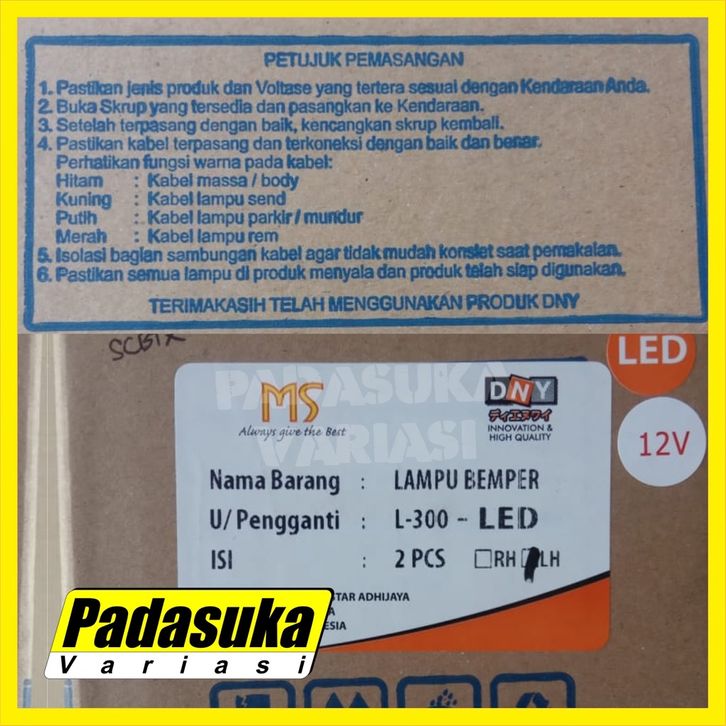 PETUJUK PEMASANGAN
1. Pastikan jenis produk dan Voltase yang tertera sesuai dengan Kendaraan Anda.
2. Buka Skrup yang tersedia dan pasangkan ke Kendaraan.
3. Setelah terpasang dengan baik, kencangkan skrup kembali.
4. Pastikan kabel terpasang dan terkoneksi dengan baik dan benar.
Perhatikan fungsi warna pada kabel:
Hitam : Kabel massa / body
Kuning : Kabel lampu send
Putih : Kabel lampu parkir / mundur
Merah : Kabel lampu rem
5. Isolasi bagian sambungan kabel agar tidak mudah konslet saat pemakaian.
6. Pastikan semua lampu di produk menyala dan produk telah siap digunakan.
TERIMAKASIH TELAH MENGGUNAKAN PRODUK DNY
LED
12V
PADASUKA
VARIASI
MS
Always give the Best
DNY
INNOVATION &
HIGH QUALITY
Nama Barang : LAMPU BEMPER
U/ Pengganti : L-300 - LED
ISI : 2 PCS RH LH
STAR ADHIJAYA
Padasuka
Variasi